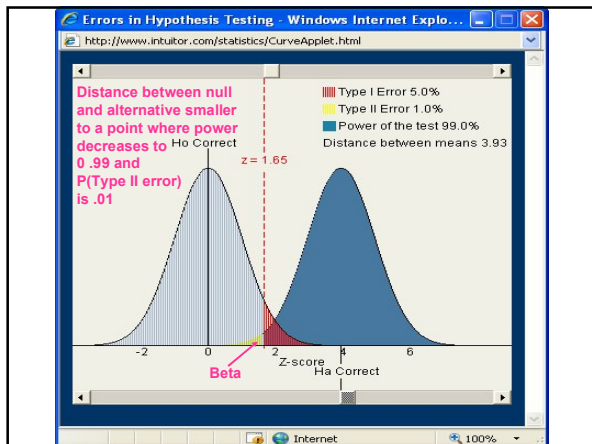 Errors in Hypothesis Testing - Windows Internet Explo...
http://www.intuitor.com/statistics/CurveApplet.html
Distance between null
and alternative smaller
to a point where power
decreases to
0 .99 and
P(Type II error)
is .01
Type I Error 5.0%
Type II Error 1.0%
Power of the test 99.0%
Distance between means 3.93
Ho Correct
z = 1.65
-2
0
2
4
6
Z-score
Beta
Ha Correct
Internet
100%